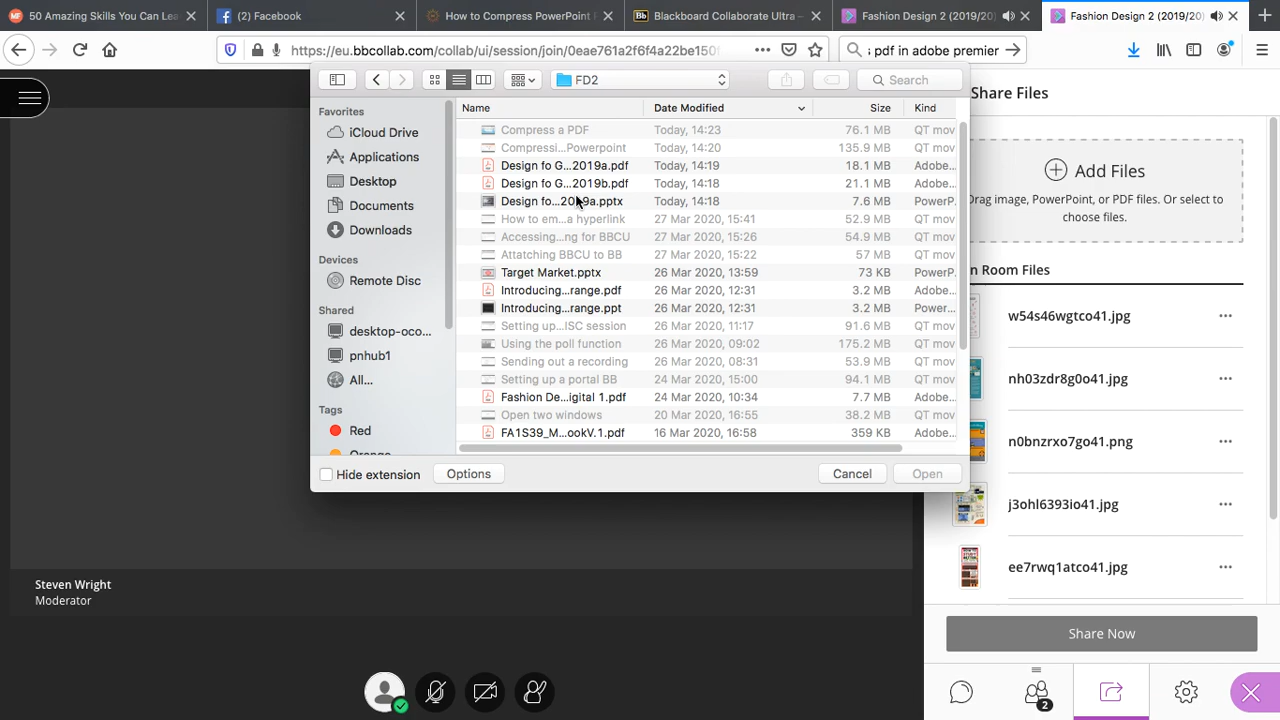 50 Amazing Skills You Can Lea
(2) Facebook
How to Compress PowerPoint F
Blackboard Collaborate Ultra –
Fashion Design 2 (2019/20)
Fashion Design 2 (2019/20)
https://eu.bbcollab.com/collab/ui/session/join/0eae761a2f6f4a22be150f
pdf in adobe premier
FD2
Search
Share Files
Favorites
iCloud Drive
Applications
Desktop
Documents
Downloads
Devices
Remote Disc
Shared
desktop-oco...
pnhub1
All...
Tags
Red
Orange
Name Date Modified Size Kind
Compress a PDF Today, 14:23 76.1 MB QT mov
Compressi...Powerpoint Today, 14:20 135.9 MB QT mov
Design fo G...2019a.pdf Today, 14:19 18.1 MB Adobe...
Design fo G...2019b.pdf Today, 14:18 21.1 MB Adobe...
Design fo...2019a.pptx Today, 14:18 7.6 MB PowerP.
How to em...a hyperlink 27 Mar 2020, 15:41 52.9 MB QT mov
Accessing...ng for BBCU 27 Mar 2020, 15:26 54.9 MB QT mov
Attatching BBCU to BB 27 Mar 2020, 15:22 57 MB QT mov
Target Market.pptx 26 Mar 2020, 13:59 73 KB PowerP.
Introducing...range.pdf 26 Mar 2020, 12:31 3.2 MB Adobe...
Introducing...range.ppt 26 Mar 2020, 12:31 3.2 MB Power...
Setting up...ISC session 26 Mar 2020, 11:17 91.6 MB QT mov
Using the poll function 26 Mar 2020, 09:02 175.2 MB QT mov
Sending out a recording 26 Mar 2020, 08:31 53.9 MB QT mov
Setting up a portal BB 24 Mar 2020, 15:00 94.1 MB QT mov
Fashion De...igital 1.pdf 24 Mar 2020, 10:34 7.7 MB Adobe...
Open two windows 20 Mar 2020, 16:55 38.2 MB QT mov
FA1S39_M...ookV.1.pdf 16 Mar 2020, 16:58 359 KB Adobe...
Hide extension
Options
Cancel
Open
Add Files
Drag image, PowerPoint, or PDF files. Or select to
choose files.
n Room Files
w54s46wgtco41.jpg
nh03zdr8g0o41.jpg
n0bnzrxo7go41.png
j3ohl6393io41.jpg
ee7rwq1atco41.jpg
Share Now
Steven Wright
Moderator
2